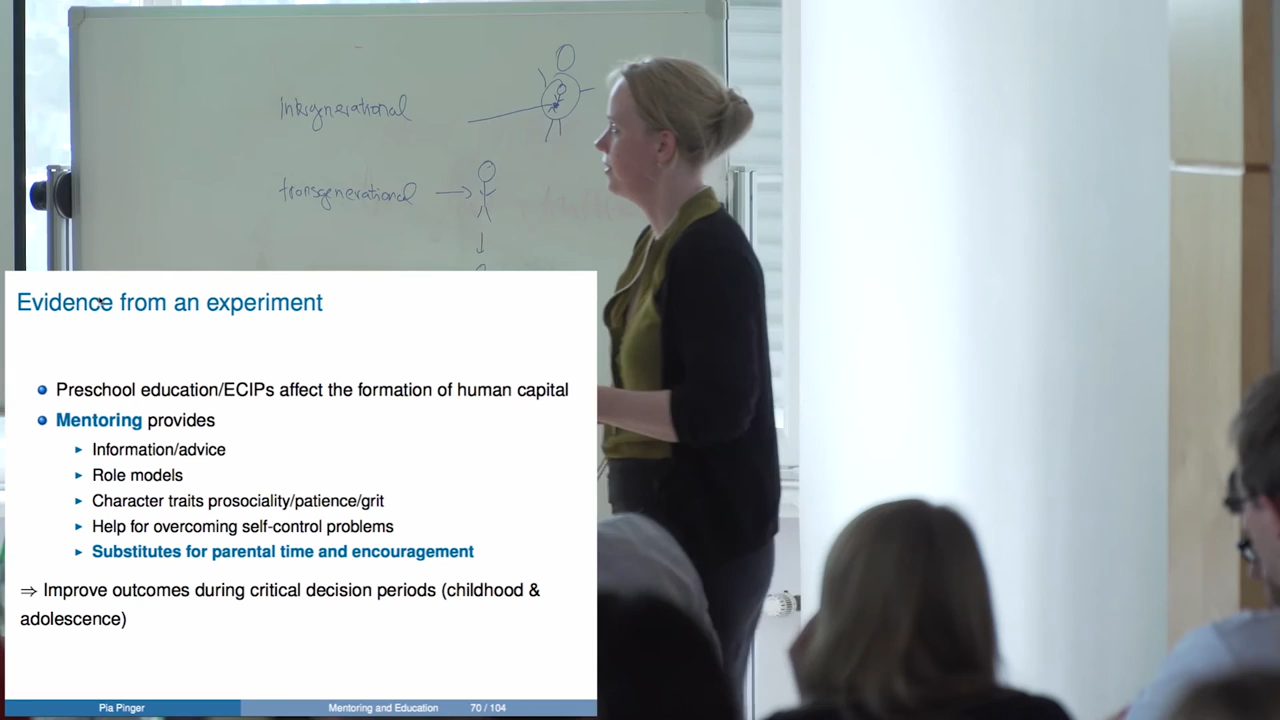 Intergenerational
transgenerational
Evidence from an experiment
Preschool education/ECIPs affect the formation of human capital
Mentoring provides
Information/advice
Role models
Character traits prosociality/patience/grit
Help for overcoming self-control problems
Substitutes for parental time and encouragement
⇒ Improve outcomes during critical decision periods (childhood &
adolescence)
Pia Pinger Mentoring and Education 70 / 104